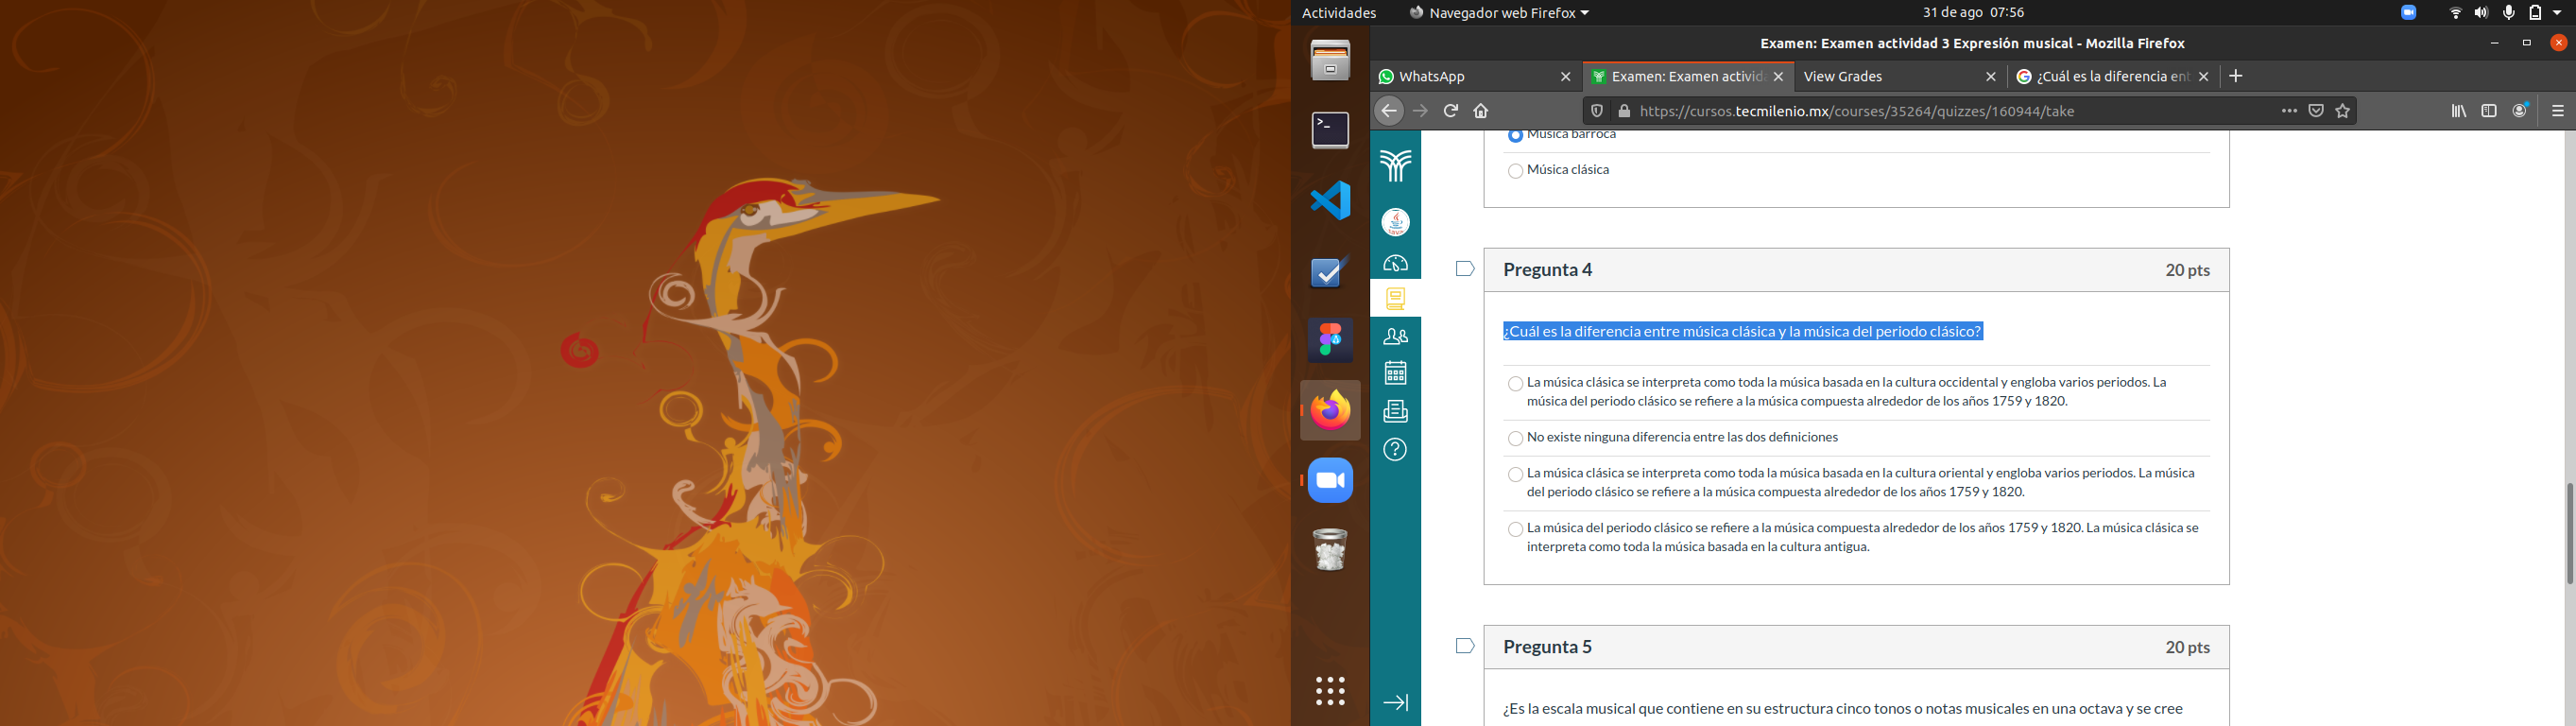 Actividades
Navegador web Firefox
31 de ago 07:56
Examen: Examen actividad 3 Expresión musical - Mozilla Firefox
WhatsApp
Examen: Examen activid
View Grades
¿Cuál es la diferencia ent
https://cursos.tecmilenio.mx/courses/35264/quizzes/160944/take
Música barroca
Música clásica
Pregunta 4
20 pts
¿Cuál es la diferencia entre música clásica y la música del periodo clásico?
La música clásica se interpreta como toda la música basada en la cultura occidental y engloba varios periodos. La
música del periodo clásico se refiere a la música compuesta alrededor de los años 1759 y 1820.
No existe ninguna diferencia entre las dos definiciones
La música clásica se interpreta como toda la música basada en la cultura oriental y engloba varios periodos. La música
del periodo clásico se refiere a la música compuesta alrededor de los años 1759 y 1820.
La música del periodo clásico se refiere a la música compuesta alrededor de los años 1759 y 1820. La música clásica se
interpreta como toda la música basada en la cultura antigua.
Pregunta 5
20 pts
¿Es la escala musical que contiene en su estructura cinco tonos o notas musicales en una octava y se cree